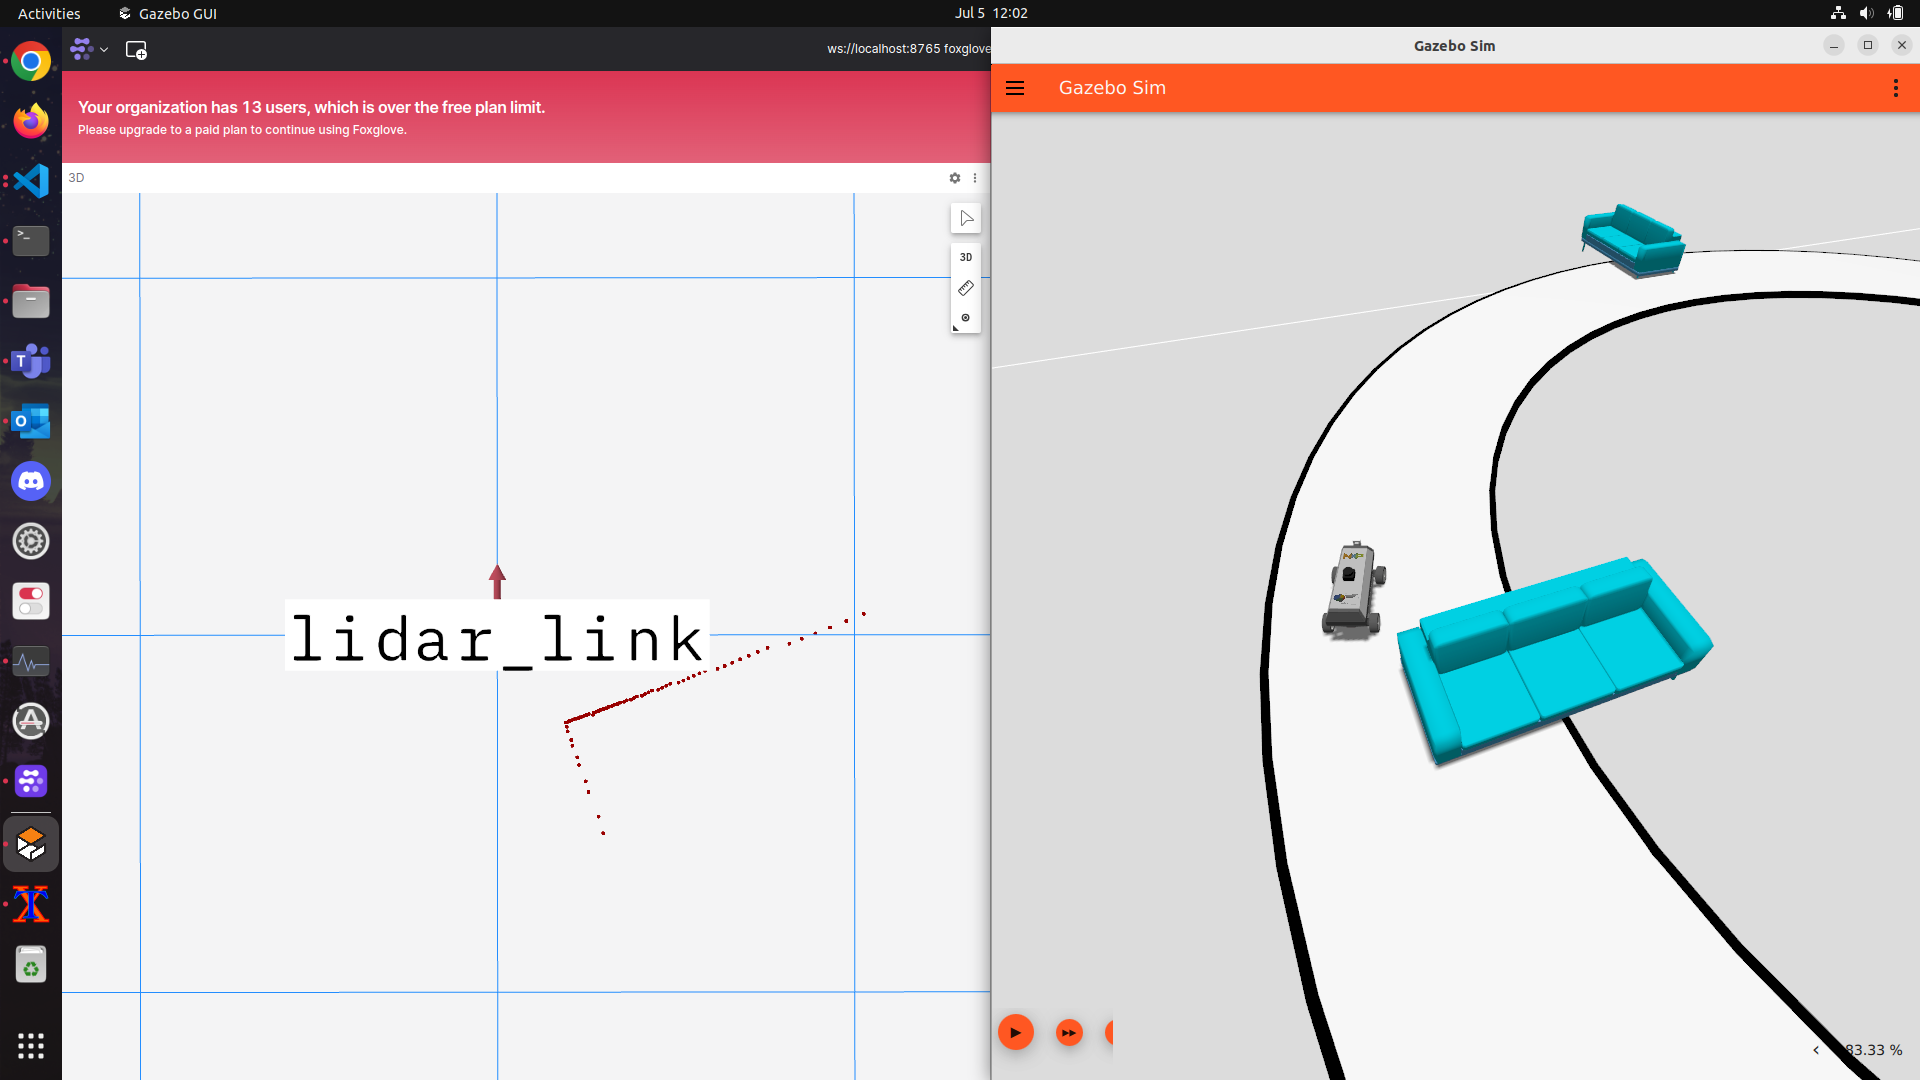 Activities
Gazebo GUI
Jul 5 12:02
ws://localhost:8765 foxglove
Your organization has 13 users, which is over the free plan limit.
Please upgrade to a paid plan to continue using Foxglove.
3D
3D
lidar_link
Gazebo Sim
Gazebo Sim
83.33 %